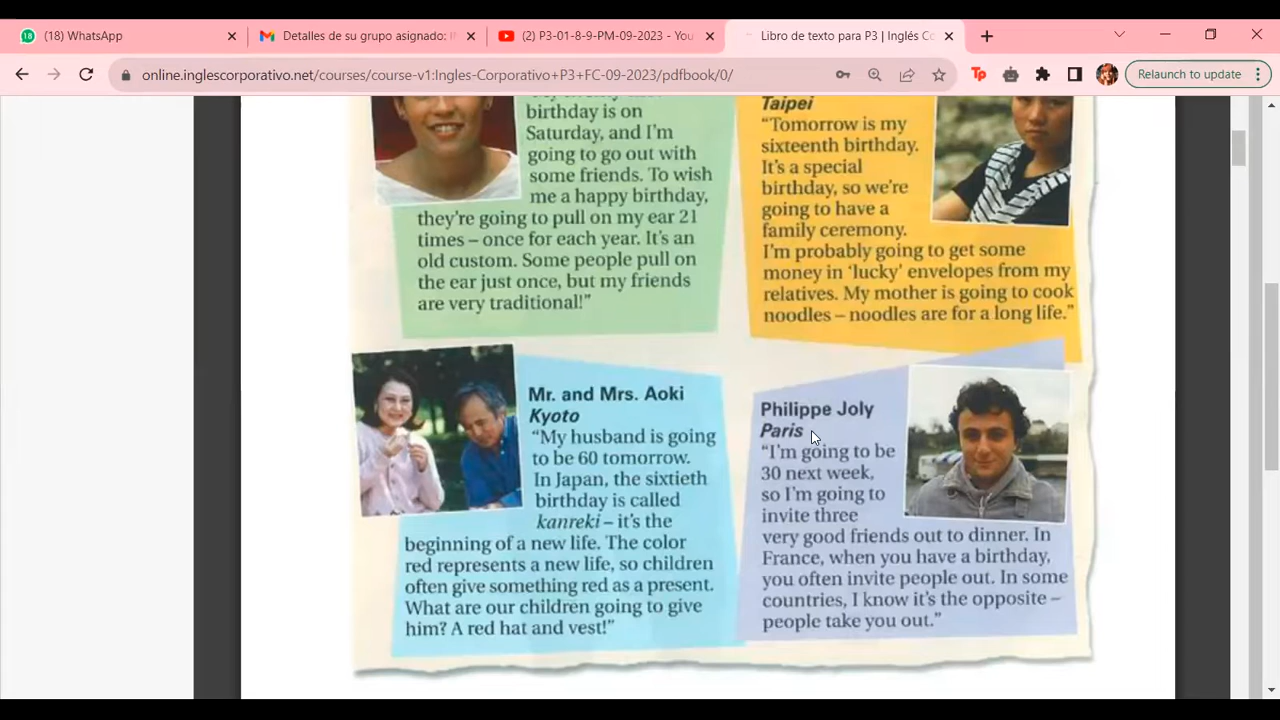 (18) WhatsApp
Detalles de su grupo asignado: I
(2) P3-01-8-9-PM-09-2023 - You
Libro de texto para P3 | Inglés Co
online.inglescorporativo.net/courses/course-v1:Ingles-Corporativo+P3+FC-09-2023/pdfbook/0/
Tp
Relaunch to update
birthday is on
Saturday, and I'm
going to go out with
some friends. To wish
me a happy birthday,
they're going to pull on my ear 21
times – once for each year. It's an
old custom. Some people pull on
the ear just once, but my friends
are very traditional!"
Taipei
"Tomorrow is my
sixteenth birthday.
It's a special
birthday, so we're
going to have a
family ceremony.
I'm probably going to get some
money in 'lucky' envelopes from my
relatives. My mother is going to cook
noodles – noodles are for a long life."
Mr. and Mrs. Aoki
Kyoto
"My husband is going
to be 60 tomorrow.
In Japan, the sixtieth
birthday is called
kanreki – it's the
beginning of a new life. The color
red represents a new life, so children
often give something red as a present.
What are our children going to give
him? A red hat and vest!"
Philippe Joly
Paris
"I'm going to be
30 next week,
so I'm going to
invite three
very good friends out to dinner. In
France, when you have a birthday,
you often invite people out. In some
countries, I know it's the opposite –
people take you out."